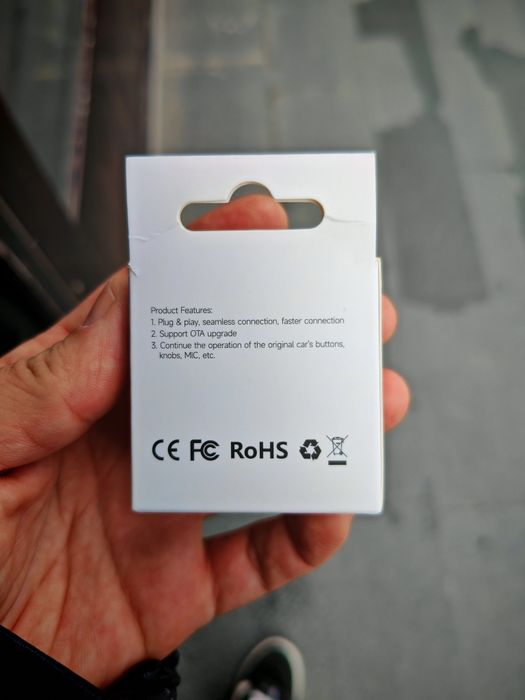 Product Features:
1. Plug & play, seamless connection, faster connection
2. Support OTA upgrade
3. Continue the operation of the original car's buttons,
knobs, MIC, etc.
CE FC RoHS